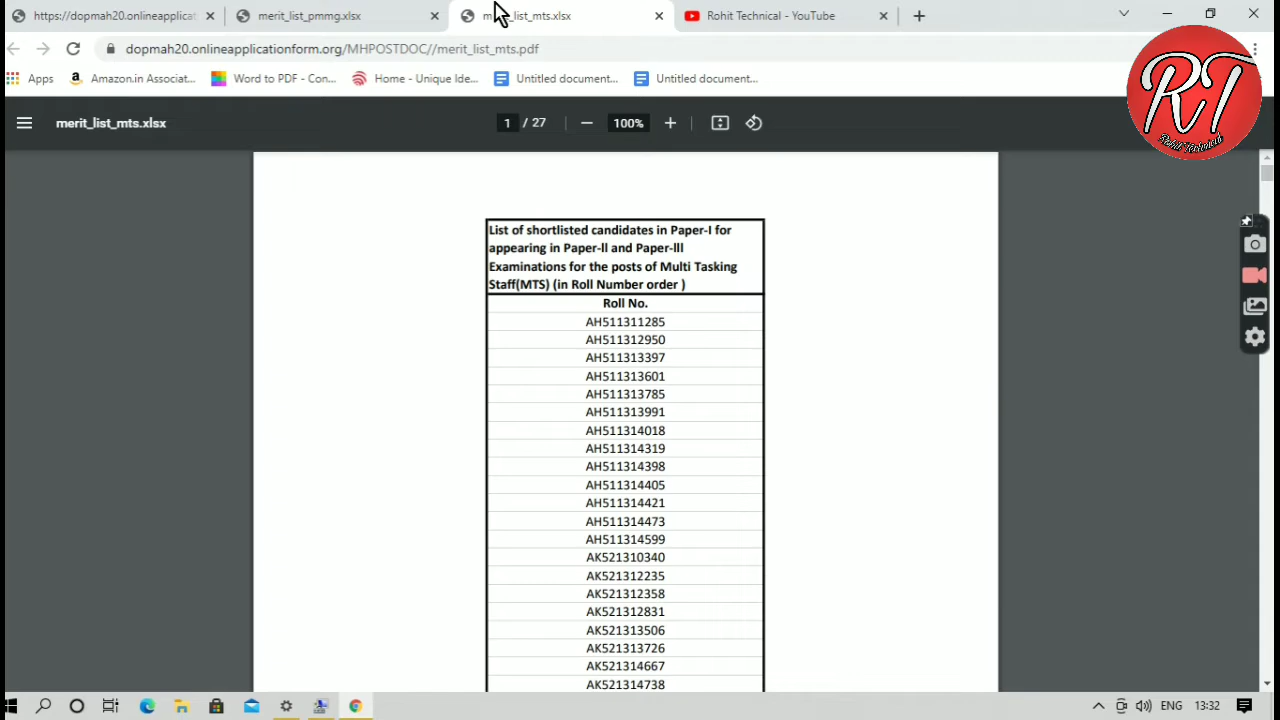 https://dopmah20.onlineapplicat
merit_list_pmmg.xlsx
merit_list_mts.xlsx
Rohit Technical - YouTube
dopmah20.onlineapplicationform.org/MHPOSTDOC//merit_list_mts.pdf
Apps
Amazon.in Associat...
Word to PDF - Con...
Home - Unique Ide...
Untitled document...
Untitled document...
RT
Rohit Technical
merit_list_mts.xlsx
1 / 27
100%
List of shortlisted candidates in Paper-I for
appearing in Paper-II and Paper-III
Examinations for the posts of Multi Tasking
Staff(MTS) (in Roll Number order )
Roll No.
AH511311285
AH511312950
AH511313397
AH511313601
AH511313785
AH511313991
AH511314018
AH511314319
AH511314398
AH511314405
AH511314421
AH511314473
AH511314599
AK521310340
AK521312235
AK521312358
AK521312831
AK521313506
AK521313726
AK521314667
AK521314738
ENG
13:32